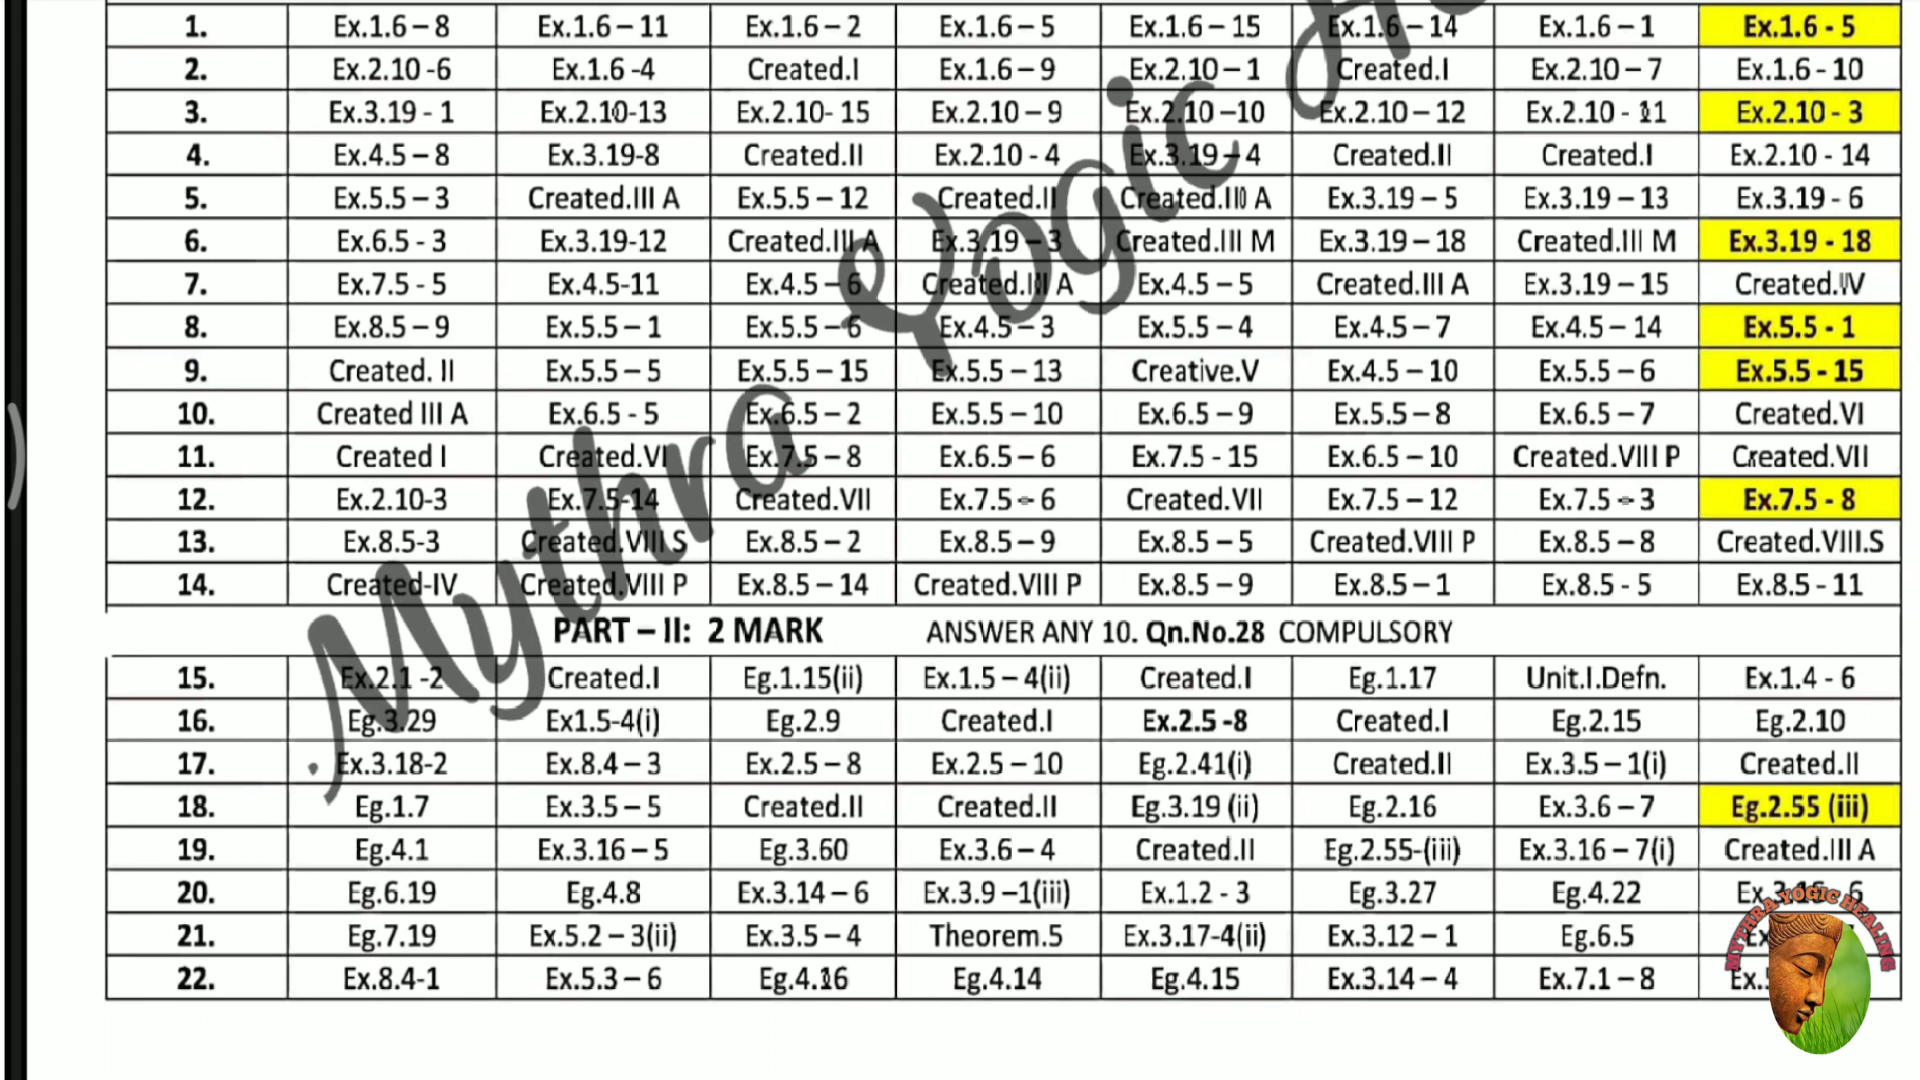 1. Ex.1.6 – 8 Ex.1.6 – 11 Ex.1.6 – 2 Ex.1.6 – 5 Ex.1.6 – 15 Ex.1.6 – 14 Ex.1.6 – 1 Ex.1.6 - 5
2. Ex.2.10 -6 Ex.1.6 -4 Created.I Ex.1.6 – 9 Ex.2.10 – 1 Created.I Ex.2.10 – 7 Ex.1.6 - 10
3. Ex.3.19 - 1 Ex.2.10-13 Ex.2.10- 15 Ex.2.10 – 9 Ex.2.10 –10 Ex.2.10 – 12 Ex.2.10 - 11 Ex.2.10 - 3
4. Ex.4.5 – 8 Ex.3.19-8 Created.II Ex.2.10 - 4 Ex.3.19 – 4 Created.II Created.I Ex.2.10 - 14
5. Ex.5.5 – 3 Created.III A Ex.5.5 – 12 Created.II Created.III A Ex.3.19 – 5 Ex.3.19 – 13 Ex.3.19 - 6
6. Ex.6.5 - 3 Ex.3.19-12 Created.III A Ex.3.19 – 3 Created.III M Ex.3.19 – 18 Created.III M Ex.3.19 - 18
7. Ex.7.5 - 5 Ex.4.5-11 Ex.4.5 – 6 Created.III A Ex.4.5 – 5 Created.III A Ex.3.19 – 15 Created.IV
8. Ex.8.5 – 9 Ex.5.5 – 1 Ex.5.5 – 6 Ex.4.5 – 3 Ex.5.5 – 4 Ex.4.5 – 7 Ex.4.5 – 14 Ex.5.5 - 1
9. Created. II Ex.5.5 – 5 Ex.5.5 – 15 Ex.5.5 – 13 Creative.V Ex.4.5 – 10 Ex.5.5 – 6 Ex.5.5 - 15
10. Created III A Ex.6.5 - 5 Ex.6.5 – 2 Ex.5.5 – 10 Ex.6.5 – 9 Ex.5.5 – 8 Ex.6.5 – 7 Created.VI
11. Created I Created.VI Ex.7.5 – 8 Ex.6.5 – 6 Ex.7.5 - 15 Ex.6.5 – 10 Created.VIII P Created.VII
12. Ex.2.10-3 Ex.7.5-14 Created.VII Ex.7.5 – 6 Created.VII Ex.7.5 – 12 Ex.7.5 – 3 Ex.7.5 - 8
13. Ex.8.5-3 Created.VIII.S Ex.8.5 – 2 Ex.8.5 – 9 Ex.8.5 – 5 Created.VIII P Ex.8.5 – 8 Created.VIII.S
14. Created-IV Created.VIII P Ex.8.5 – 14 Created.VIII P Ex.8.5 – 9 Ex.8.5 – 1 Ex.8.5 - 5 Ex.8.5 - 11
PART – II: 2 MARK ANSWER ANY 10. Qn.No.28 COMPULSORY
15. Ex.2.1 -2 Created.I Eg.1.15(ii) Ex.1.5 – 4(ii) Created.I Eg.1.17 Unit.I.Defn. Ex.1.4 - 6
16. Eg.3.29 Ex1.5-4(i) Eg.2.9 Created.I Ex.2.5 -8 Created.I Eg.2.15 Eg.2.10
17. Ex.3.18-2 Ex.8.4 – 3 Ex.2.5 – 8 Ex.2.5 – 10 Eg.2.41(i) Created.II Ex.3.5 – 1(i) Created.II
18. Eg.1.7 Ex.3.5 – 5 Created.II Created.II Eg.3.19 (ii) Eg.2.16 Ex.3.6 – 7 Eg.2.55 (iii)
19. Eg.4.1 Ex.3.16 – 5 Eg.3.60 Ex.3.6 – 4 Created.II Eg.2.55-(iii) Ex.3.16 – 7(i) Created.III A
20. Eg.6.19 Eg.4.8 Ex.3.14 – 6 Ex.3.9 –1(iii) Ex.1.2 - 3 Eg.3.27 Eg.4.22
21. Eg.7.19 Ex.5.2 – 3(ii) Ex.3.5 – 4 Theorem.5 Ex.3.17-4(ii) Ex.3.12 – 1 Eg.6.5
22. Ex.8.4-1 Ex.5.3 – 6 Eg.4.16 Eg.4.14 Eg.4.15 Ex.3.14 – 4 Ex.7.1 – 8
Mythra Yogic
MYTHRA YOGIC HEALING